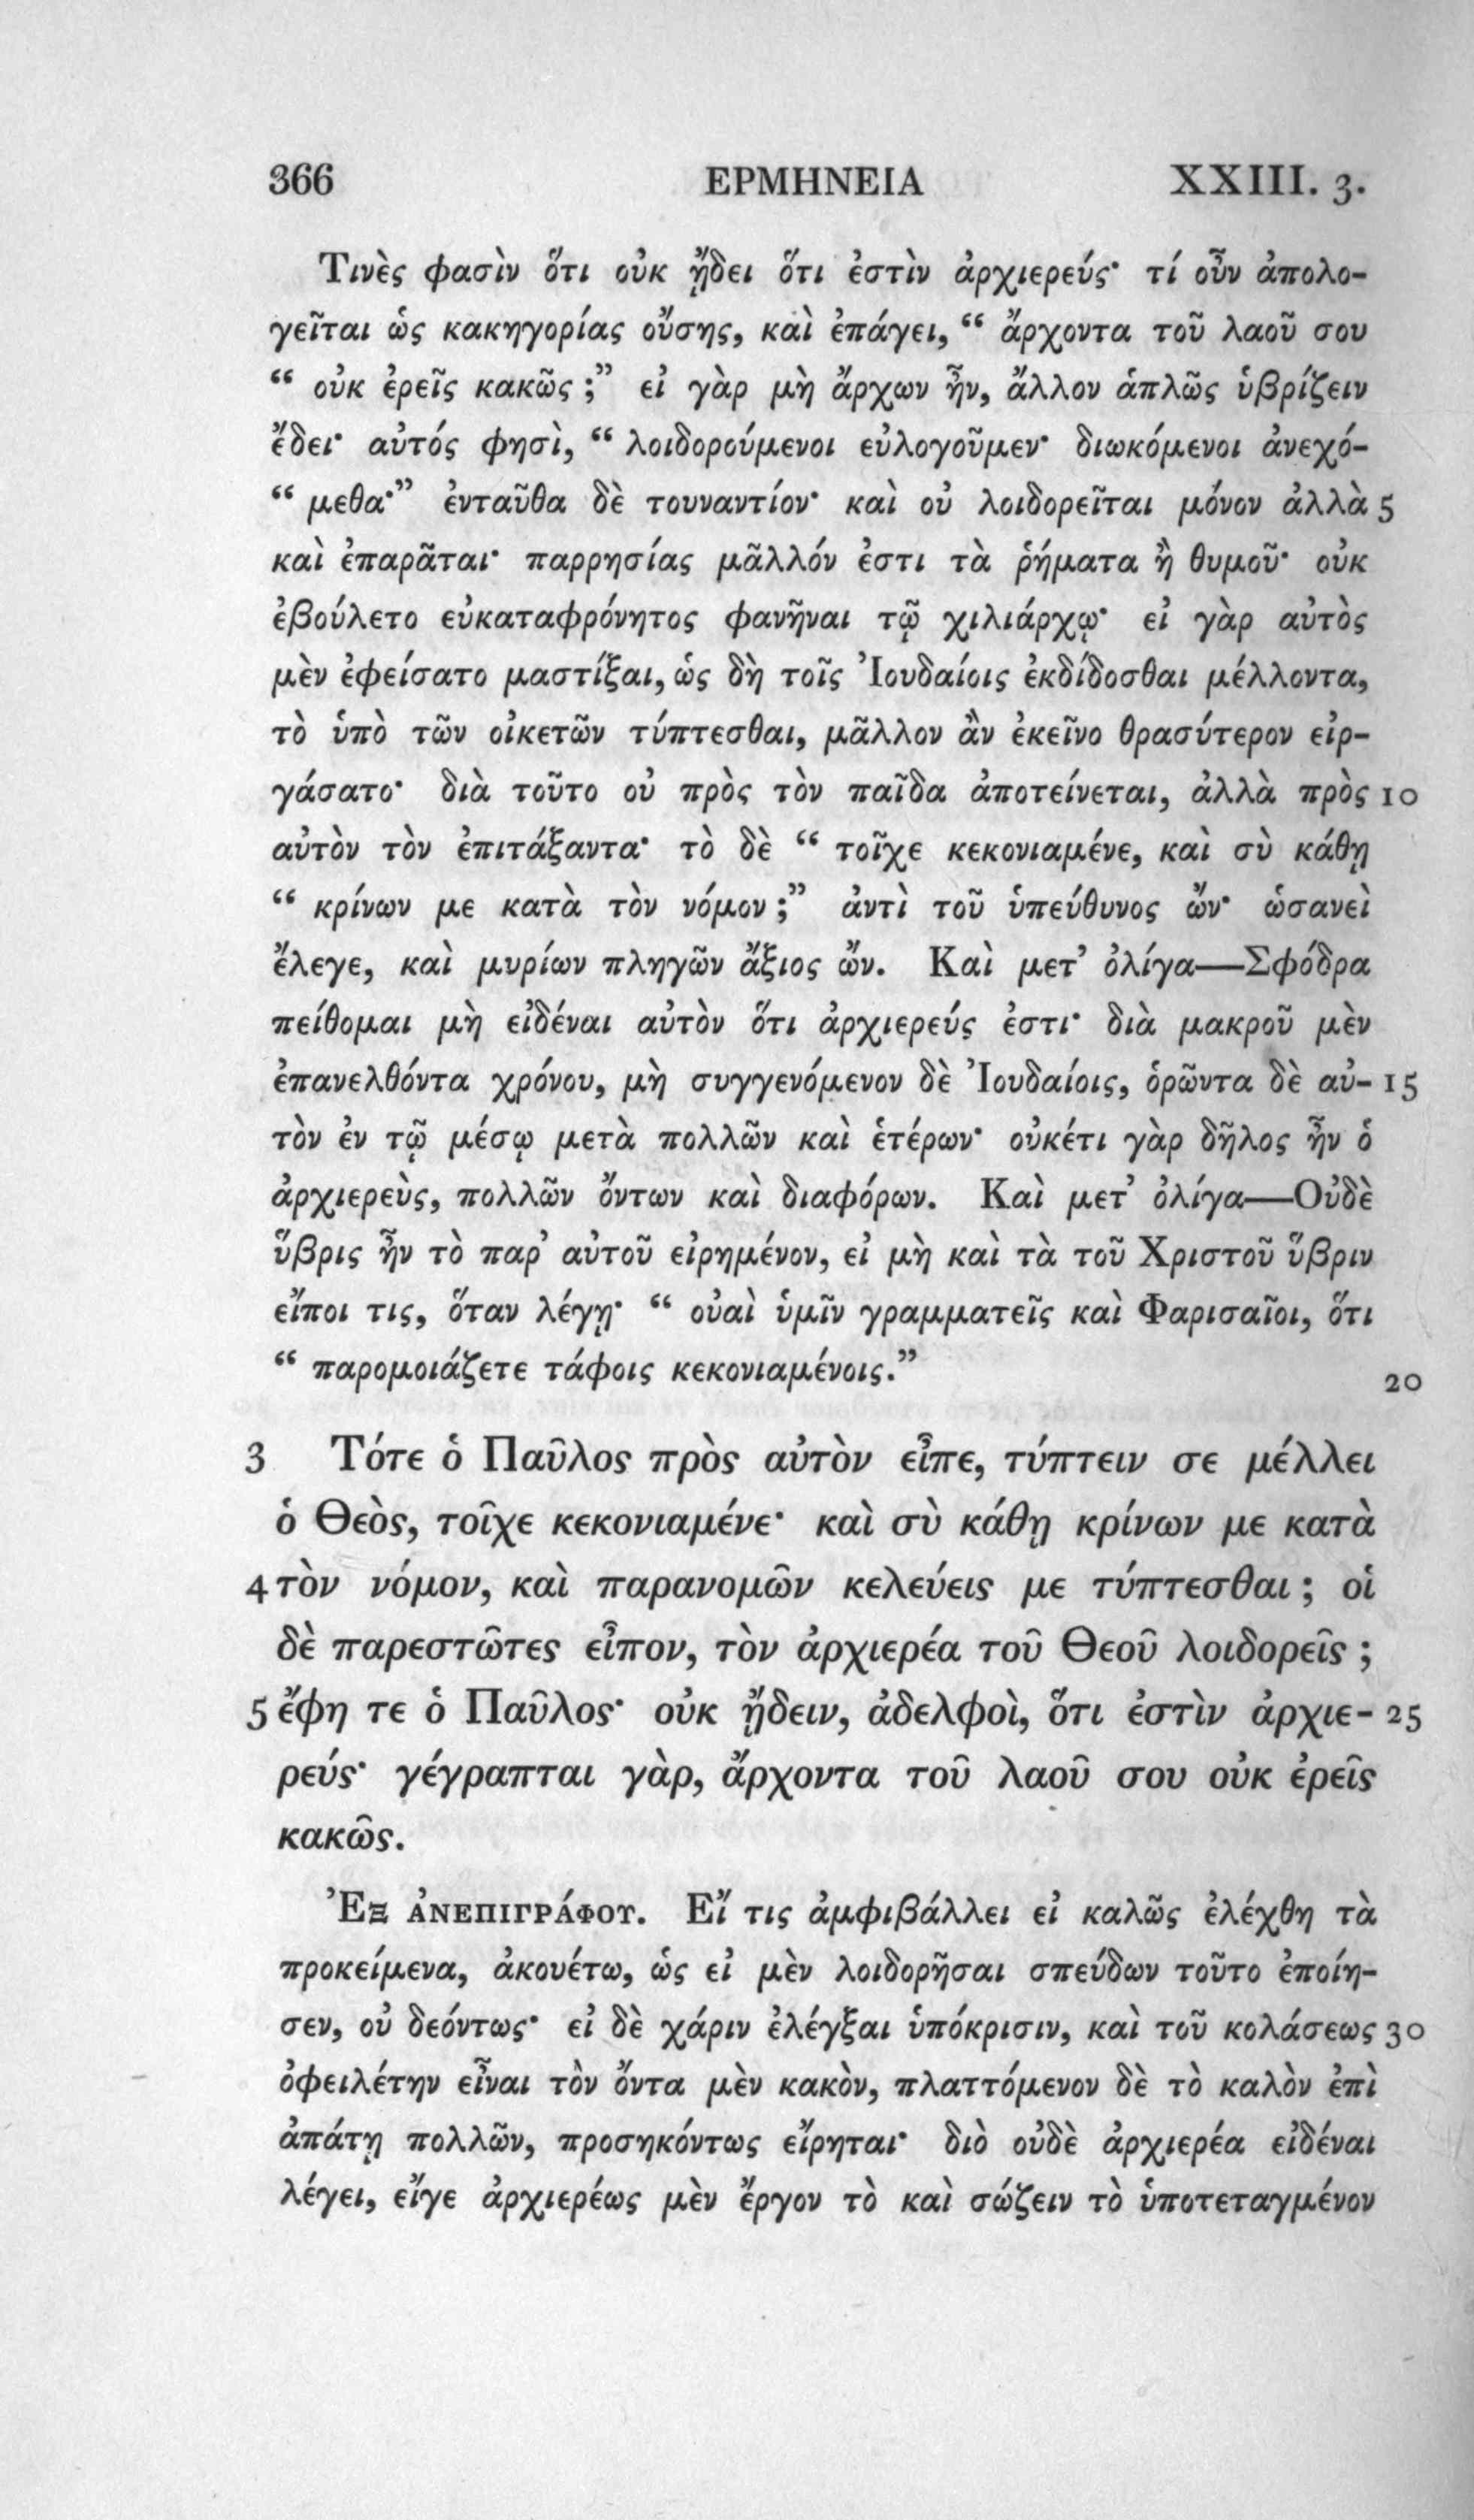 366 ΕΡΜΗΝΕΙΑ XXIII. 3.
Τινὲς φασὶν ὅτι οὐκ ᾔδει ὅτι ἐστὶν ἀρχιερεύς· τί οὖν ἀπολο-
γεῖται ὡς κακηγορίας οὔσης, καὶ ἐπάγει, “ ἄρχοντα τοῦ λαοῦ σου
“ οὐκ ἐρεῖς κακῶς ;” εἰ γὰρ μὴ ἄρχων ἦν, ἄλλον ἁπλῶς ὑβρίζειν
ἔδει· αὐτός φησὶ, “ λοιδορούμενοι εὐλογοῦμεν· διωκόμενοι ἀνεχό-
“ μεθα·” ἐνταῦθα δὲ τουναντίον· καὶ οὐ λοιδορεῖται μόνον ἀλλὰ 5
καὶ ἐπαρᾶται· παρρησίας μᾶλλόν ἐστι τὰ ῥήματα ἢ θυμοῦ· οὐκ
ἐβούλετο εὐκαταφρόνητος φανῆναι τῷ χιλιάρχῳ· εἰ γὰρ αὐτὸς
μὲν ἐφείσατο μαστίξαι, ὡς δὴ τοῖς Ἰουδαίοις ἐκδίδοσθαι μέλλοντα,
τὸ ὑπὸ τῶν οἰκετῶν τύπτεσθαι, μᾶλλον ἂν ἐκεῖνο θρασύτερον εἰρ-
γάσατο· διὰ τοῦτο οὐ πρὸς τὸν παῖδα ἀποτείνεται, ἀλλὰ πρὸς 10
αὐτὸν τὸν ἐπιτάξαντα· τὸ δὲ “ τοῖχε κεκονιαμένε, καὶ σὺ κάθῃ
“ κρίνων με κατὰ τὸν νόμον ;” ἀντὶ τοῦ ὑπεύθυνος ὤν· ὡσανεὶ
ἔλεγε, καὶ μυρίων πληγῶν ἄξιος ὤν. Καὶ μετ’ ὀλίγα—Σφόδρα
πείθομαι μὴ εἰδέναι αὐτὸν ὅτι ἀρχιερεύς ἐστι· διὰ μακροῦ μὲν
ἐπανελθόντα χρόνου, μὴ συγγενόμενον δὲ Ἰουδαίοις, ὁρῶντα δὲ αὐ- 15
τὸν ἐν τῷ μέσῳ μετὰ πολλῶν καὶ ἑτέρων· οὐκέτι γὰρ δῆλος ἦν ὁ
ἀρχιερεὺς, πολλῶν ὄντων καὶ διαφόρων. Καὶ μετ’ ὀλίγα—Οὐδὲ
ὕβρις ἦν τὸ παρ’ αὐτοῦ εἰρημένον, εἰ μὴ καὶ τὰ τοῦ Χριστοῦ ὕβριν
εἴποι τις, ὅταν λέγῃ· “ οὐαὶ ὑμῖν γραμματεῖς καὶ Φαρισαῖοι, ὅτι
“ παρομοιάζετε τάφοις κεκονιαμένοις.” 20
3 Τότε ὁ Παῦλος πρὸς αὐτὸν εἶπε, τύπτειν σε μέλλει
ὁ Θεὸς, τοῖχε κεκονιαμένε· καὶ σὺ κάθῃ κρίνων με κατὰ
4 τὸν νόμον, καὶ παρανομῶν κελεύεις με τύπτεσθαι ; οἱ
δὲ παρεστῶτες εἶπον, τὸν ἀρχιερέα τοῦ Θεοῦ λοιδορεῖς ;
5 ἔφη τε ὁ Παῦλος· οὐκ ᾔδειν, ἀδελφοὶ, ὅτι ἐστὶν ἀρχιε- 25
ρεύς· γέγραπται γὰρ, ἄρχοντα τοῦ λαοῦ σου οὐκ ἐρεῖς
κακῶς.
Ἐξ ἀνεπιγράφου. Εἴ τις ἀμφιβάλλει εἰ καλῶς ἐλέχθη τὰ
προκείμενα, ἀκουέτω, ὡς εἰ μὲν λοιδορῆσαι σπεύδων τοῦτο ἐποίη-
σεν, οὐ δεόντως· εἰ δὲ χάριν ἐλέγξαι ὑπόκρισιν, καὶ τοῦ κολάσεως 30
ὀφειλέτην εἶναι τὸν ὄντα μὲν κακὸν, πλαττόμενον δὲ τὸ καλὸν ἐπὶ
ἀπάτῃ πολλῶν, προσηκόντως εἴρηται· διὸ οὐδὲ ἀρχιερέα εἰδέναι
λέγει, εἴγε ἀρχιερέως μὲν ἔργον τὸ καὶ σώζειν τὸ ὑποτεταγμένον